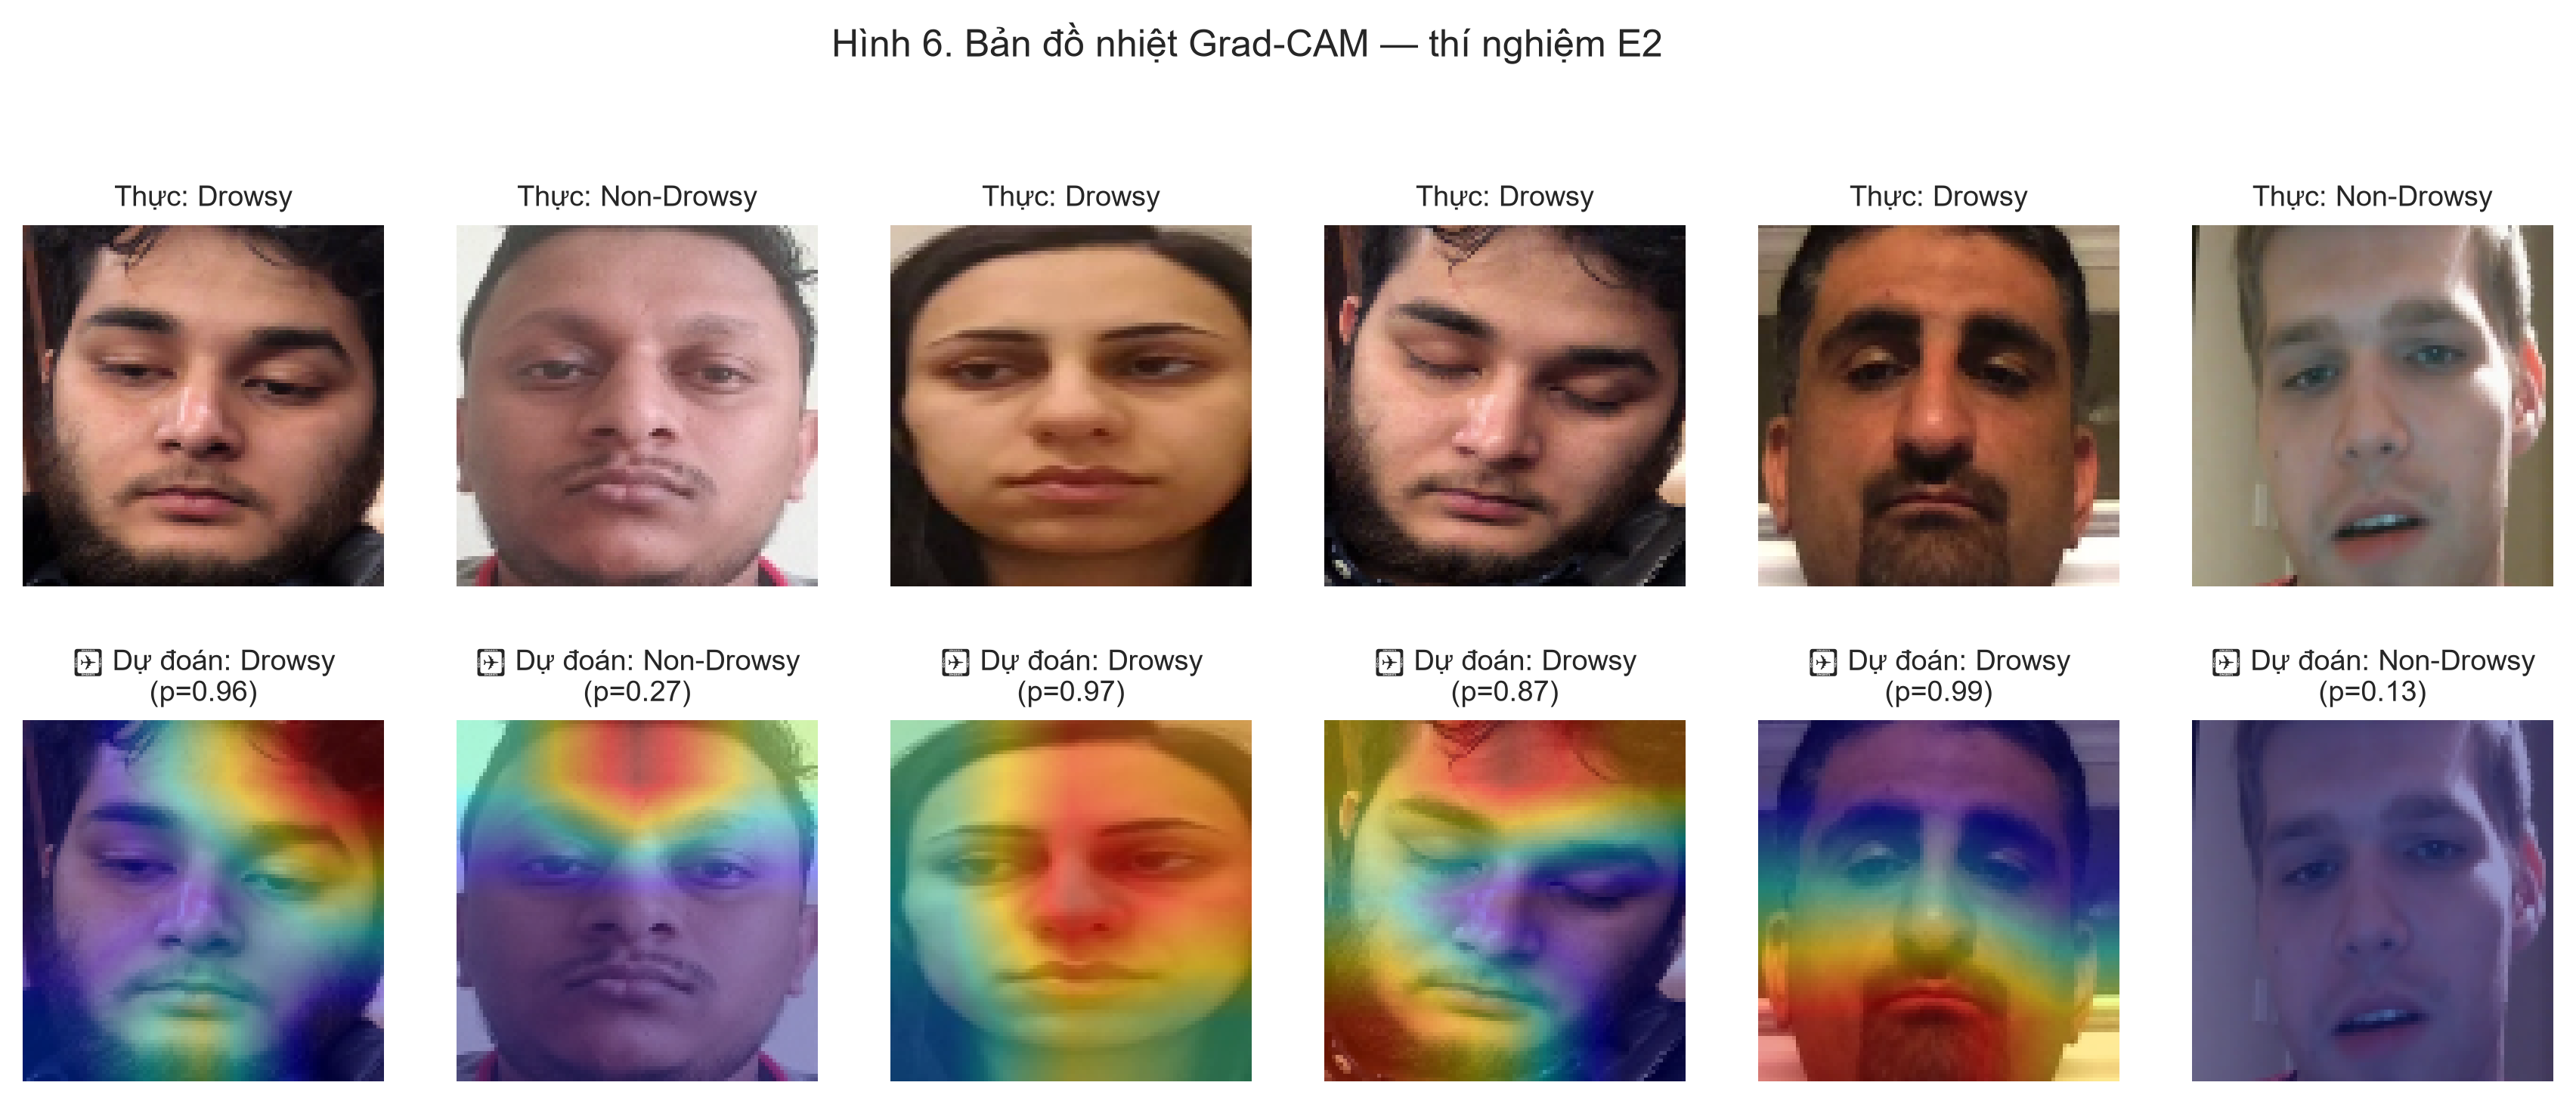 Hình 6. Bản đồ nhiệt Grad-CAM — thí nghiệm E2
Thực: Drowsy
Thực: Non-Drowsy
Thực: Drowsy
Thực: Drowsy
Thực: Drowsy
Thực: Non-Drowsy
Dự đoán: Drowsy
(p=0.96)
Dự đoán: Non-Drowsy
(p=0.27)
Dự đoán: Drowsy
(p=0.97)
Dự đoán: Drowsy
(p=0.87)
Dự đoán: Drowsy
(p=0.99)
Dự đoán: Non-Drowsy
(p=0.13)